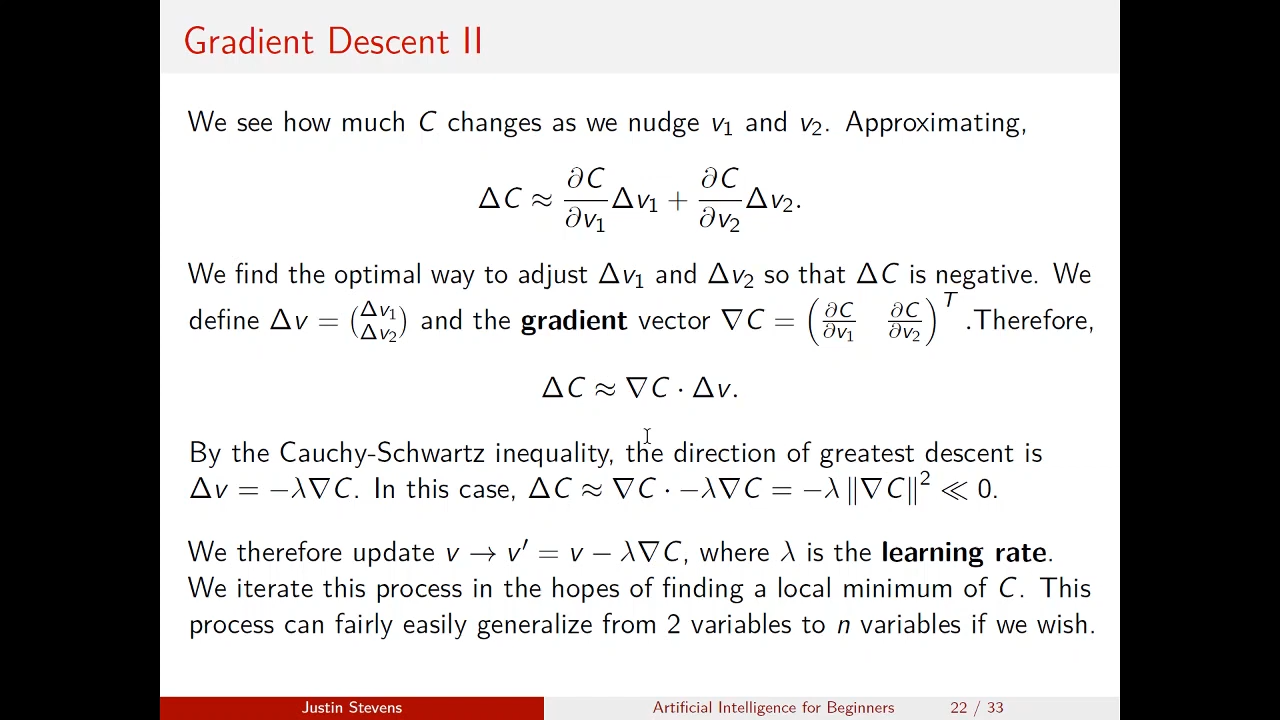 Gradient Descent II
We see how much C changes as we nudge v₁ and v₂. Approximating,
ΔC ≈ ∂C/∂v₁ Δv₁ + ∂C/∂v₂ Δv₂.
We find the optimal way to adjust Δv₁ and Δv₂ so that ΔC is negative. We
define Δv = (Δv₁ Δv₂) and the gradient vector ∇C = (∂C/∂v₁ ∂C/∂v₂)ᵀ .Therefore,
ΔC ≈ ∇C · Δv.
By the Cauchy-Schwartz inequality, the direction of greatest descent is
Δv = −λ∇C. In this case, ΔC ≈ ∇C · −λ∇C = −λ ‖∇C‖² ≪ 0.
We therefore update v → v′ = v − λ∇C, where λ is the learning rate.
We iterate this process in the hopes of finding a local minimum of C. This
process can fairly easily generalize from 2 variables to n variables if we wish.
Justin Stevens Artificial Intelligence for Beginners 22 / 33